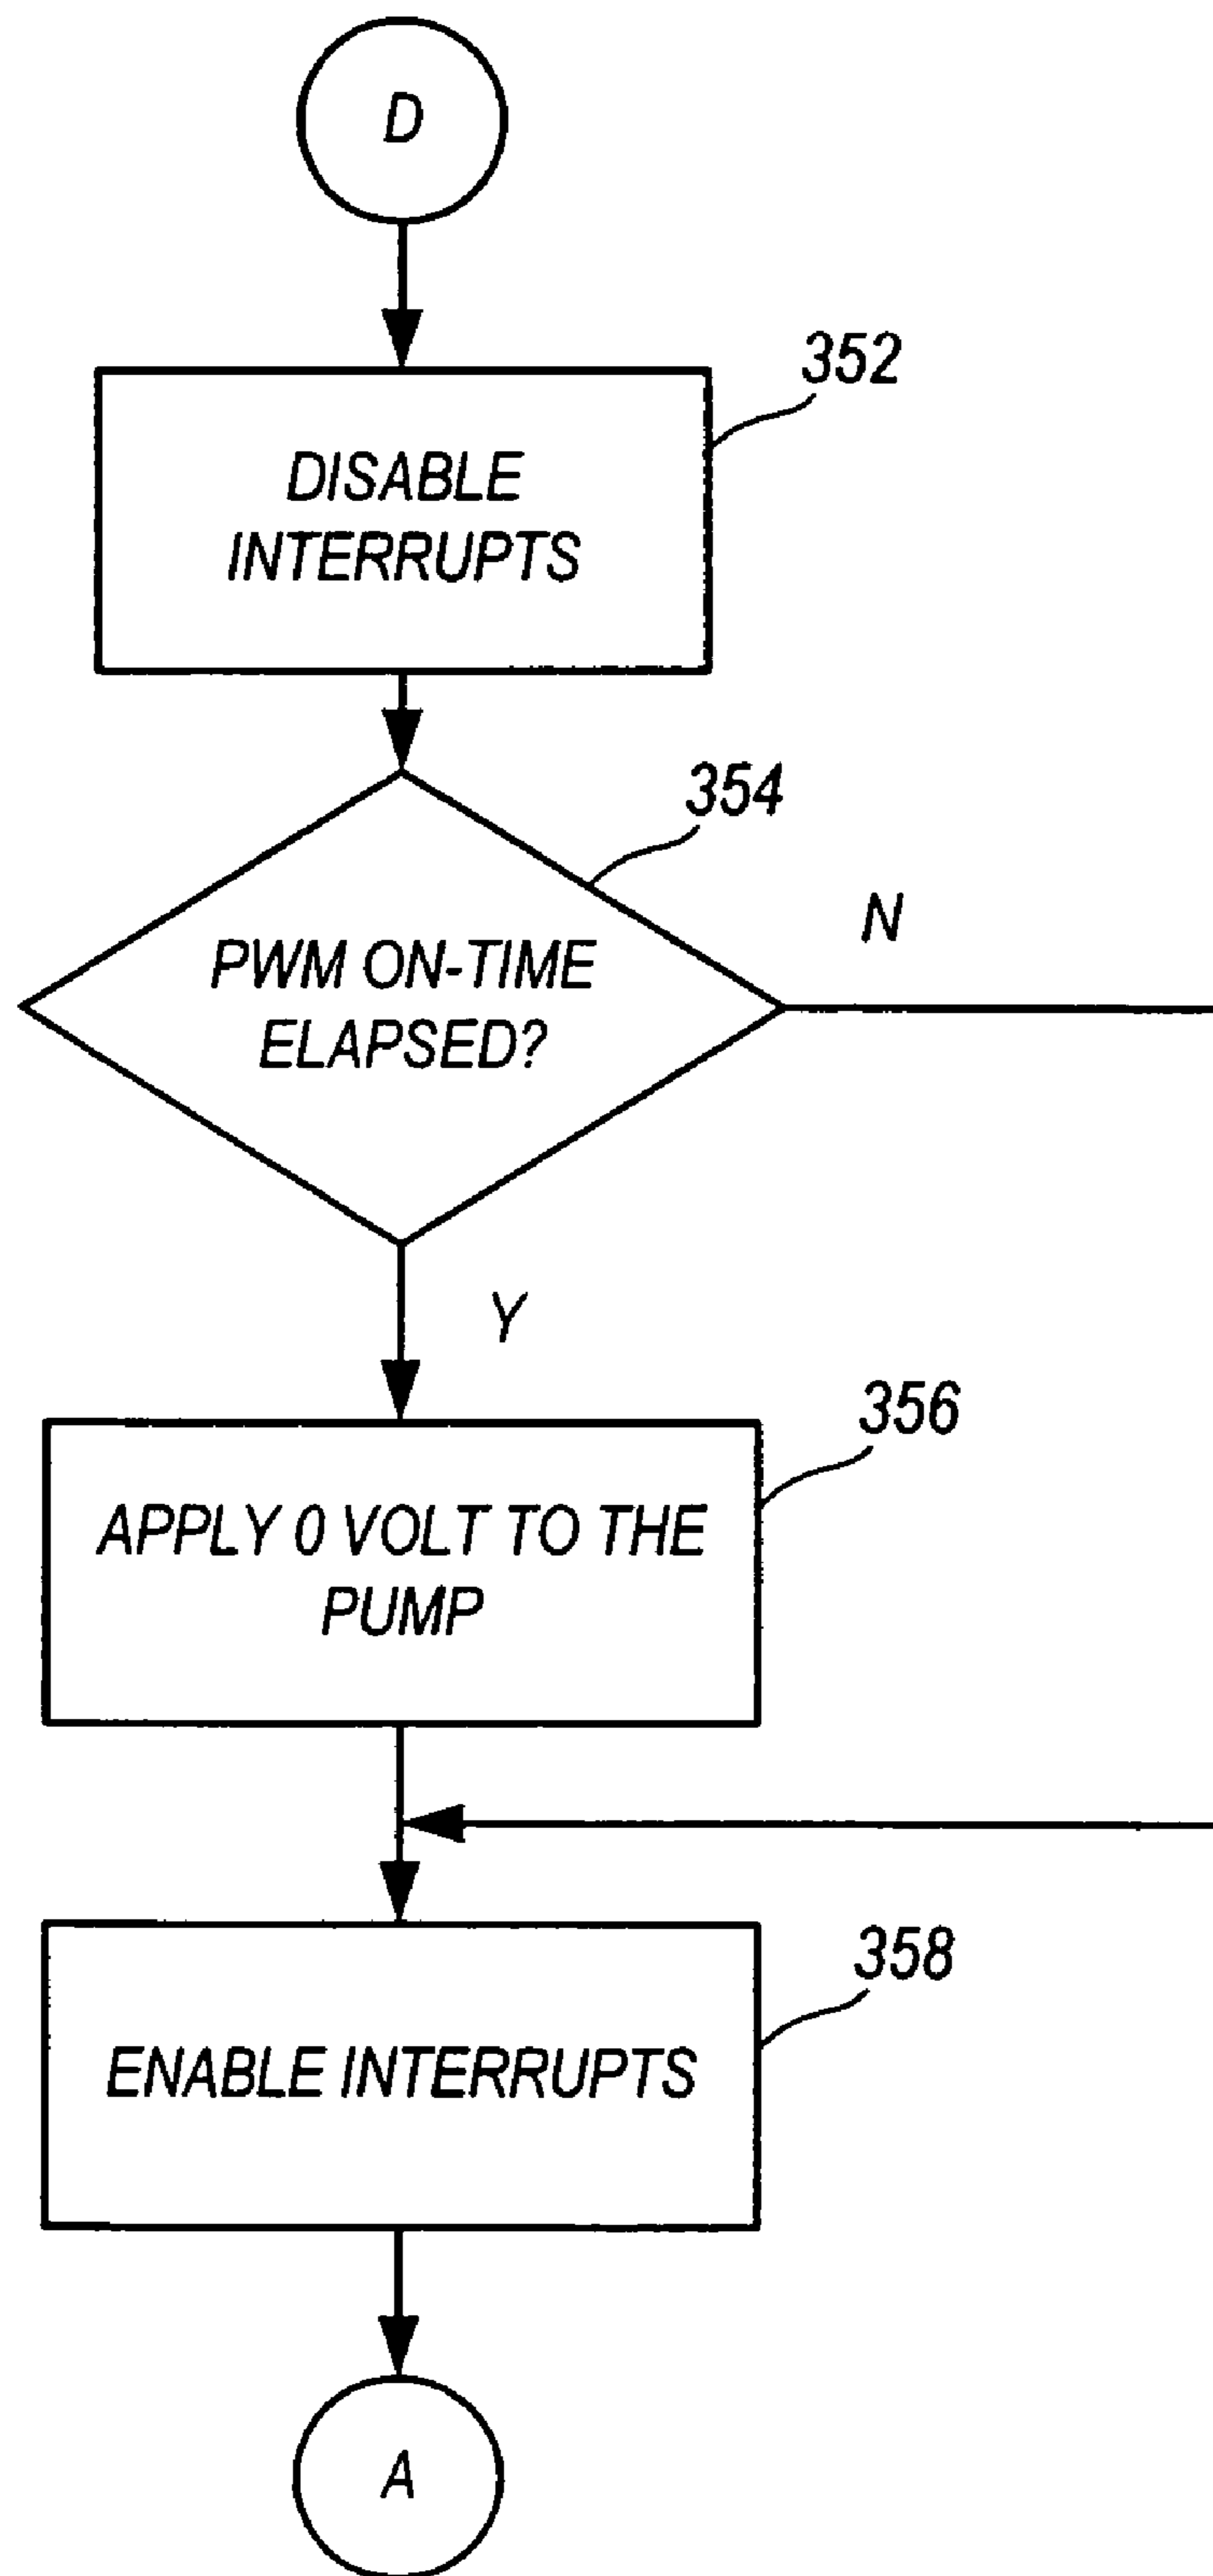 D
352
DISABLE
INTERRUPTS
354
N
PWM ON-TIME
ELAPSED?
Y
356
APPLY 0 VOLT TO THE
PUMP
358
ENABLE INTERRUPTS
A